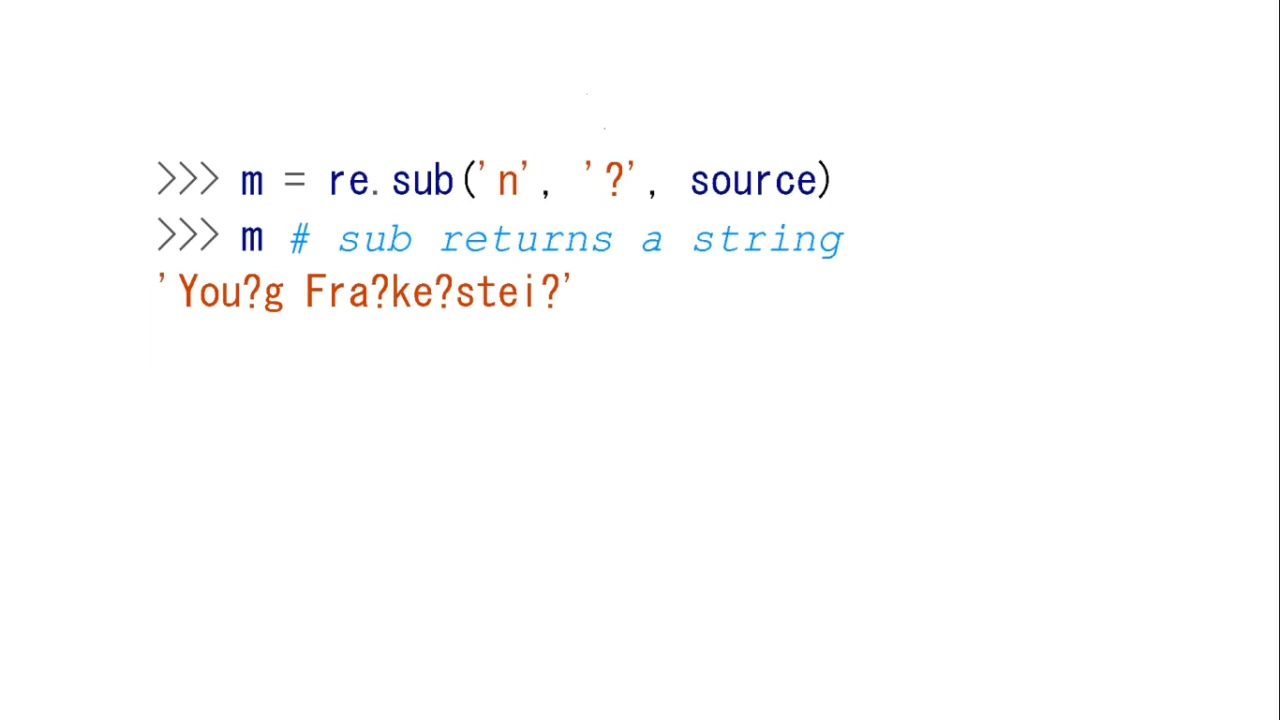 >>> m = re.sub('n', '?', source)
>>> m # sub returns a string
'You?g Fra?ke?stei?'